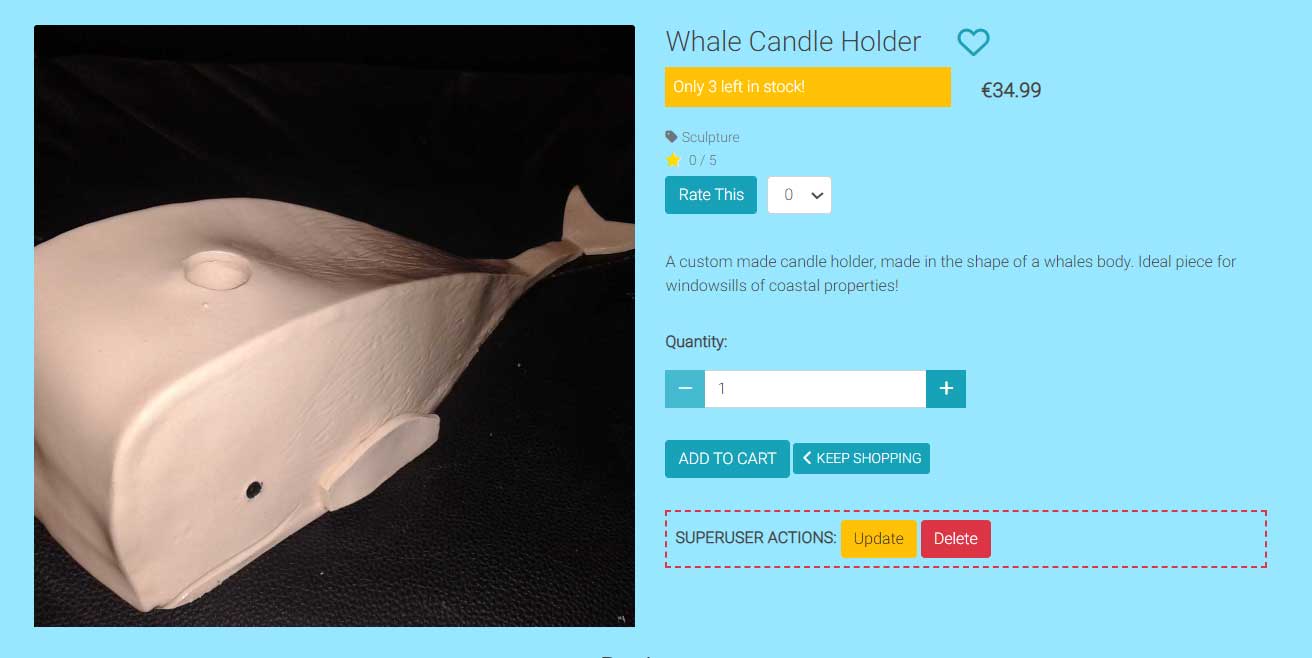 Whale Candle Holder
Only 3 left in stock!
€34.99
Sculpture
0 / 5
Rate This
0
A custom made candle holder, made in the shape of a whales body. Ideal piece for
windowsills of coastal properties!
Quantity:
1
ADD TO CART
KEEP SHOPPING
SUPERUSER ACTIONS:
Update
Delete